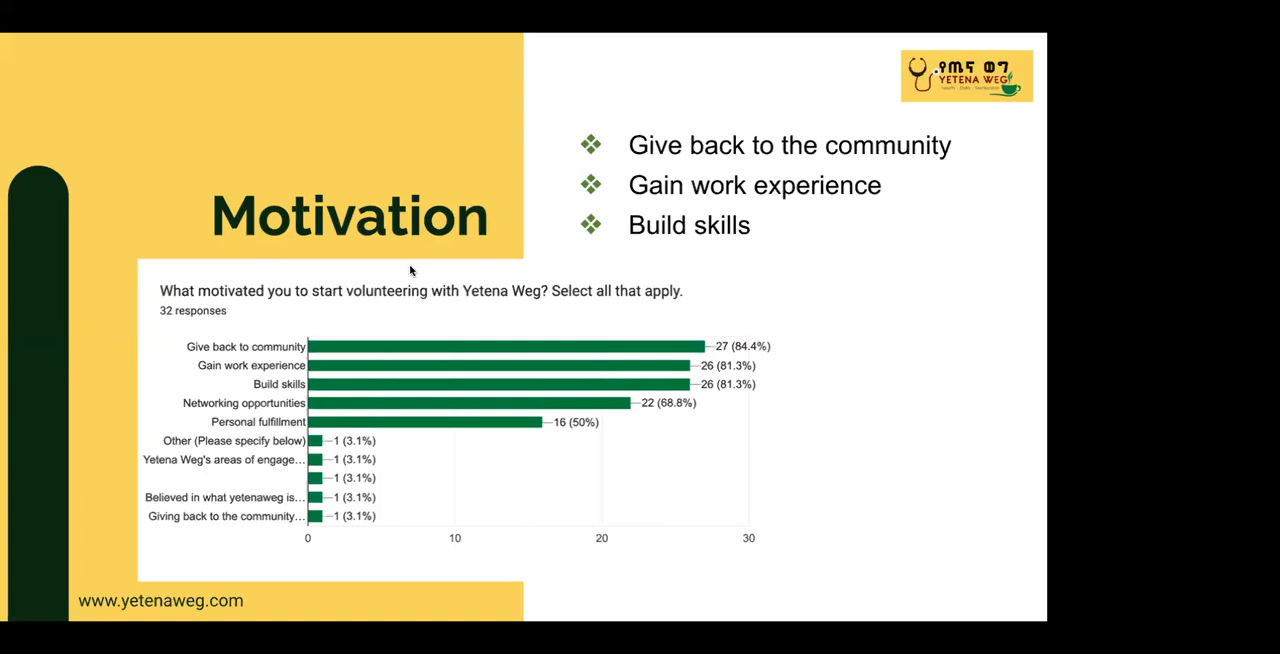 የጤና ወግ
YETENA WEG
Give back to the community
Gain work experience
Build skills
Motivation
What motivated you to start volunteering with Yetena Weg? Select all that apply.
32 responses
Give back to community 27 (84.4%)
Gain work experience 26 (81.3%)
Build skills 26 (81.3%)
Networking opportunities 22 (68.8%)
Personal fulfillment 16 (50%)
Other (Please specify below) 1 (3.1%)
Yetena Weg's areas of engage... 1 (3.1%)
1 (3.1%)
Believed in what yetenaweg is... 1 (3.1%)
Giving back to the community... 1 (3.1%)
0 10 20 30
www.yetenaweg.com